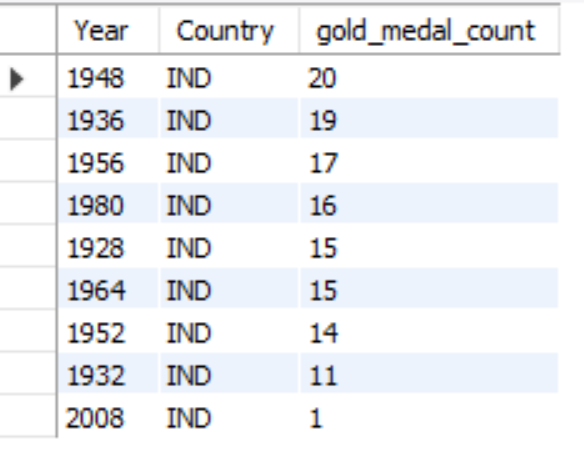 Year Country gold_medal_count
1948 IND 20
1936 IND 19
1956 IND 17
1980 IND 16
1928 IND 15
1964 IND 15
1952 IND 14
1932 IND 11
2008 IND 1